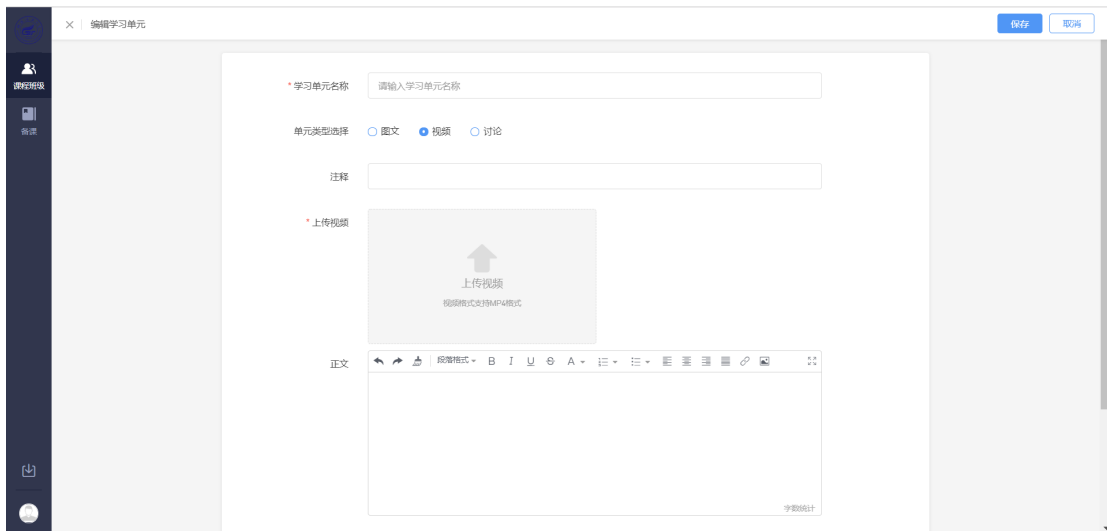 编辑学习单元
保存
取消
课程班级
备课
* 学习单元名称
请输入学习单元名称
单元类型选择
图文
视频
讨论
注释
* 上传视频
上传视频
视频格式支持MP4格式
正文
段落格式 B I U S A
字数统计